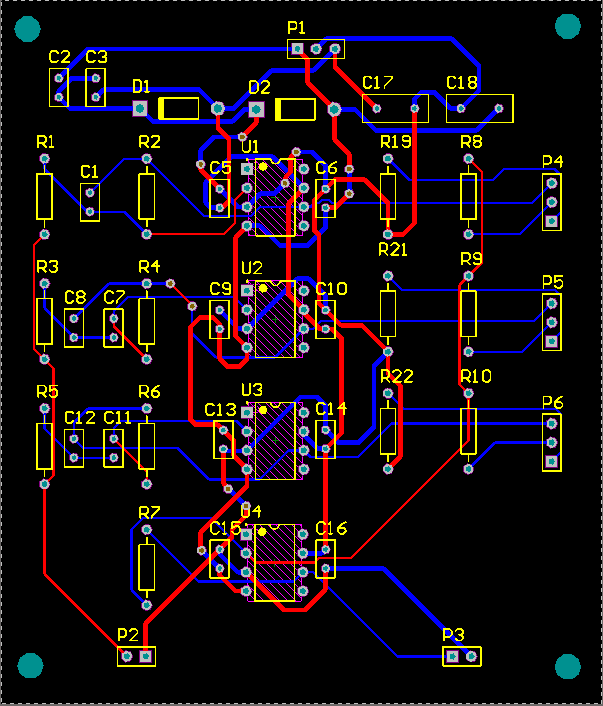 P1
C2 C3
D1 D2 C17 C18
R1 R2 U1 R19 R8
C1 C5 C6 P4
R21
R3 R4 U2 R9
C8 C7 C9 C10 P5
R5 R6 U3 R22 R10
C12 C11 C13 C14 P6
R7 U4
C15 C16
P2 P3